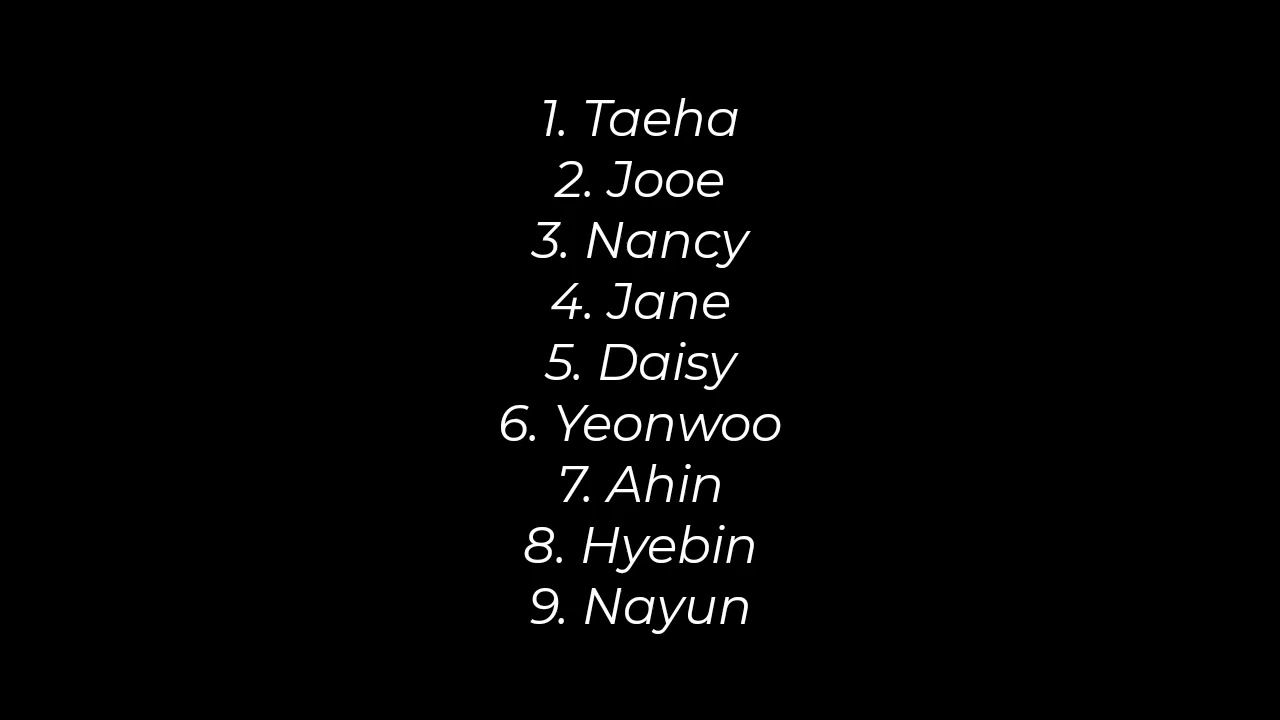 1. Taeha
2. Jooe
3. Nancy
4. Jane
5. Daisy
6. Yeonwoo
7. Ahin
8. Hyebin
9. Nayun